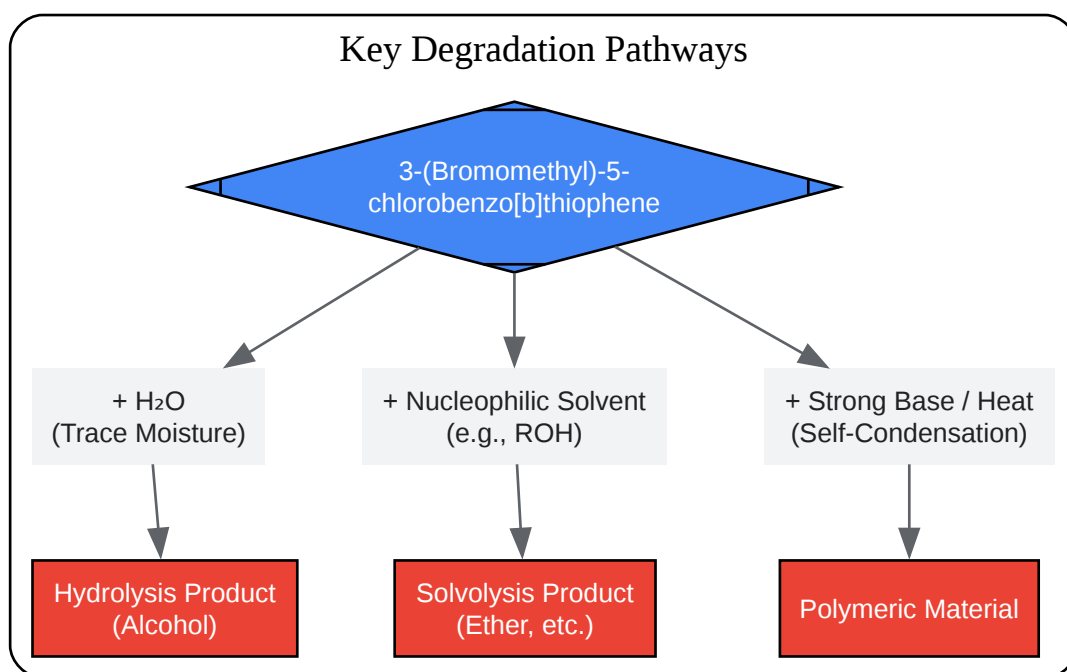 Key Degradation Pathways
3-(Bromomethyl)-5-
chlorobenzo[b]thiophene
+ H₂O
(Trace Moisture)
+ Nucleophilic Solvent
(e.g., ROH)
+ Strong Base / Heat
(Self-Condensation)
Hydrolysis Product
(Alcohol)
Solvolysis Product
(Ether, etc.)
Polymeric Material